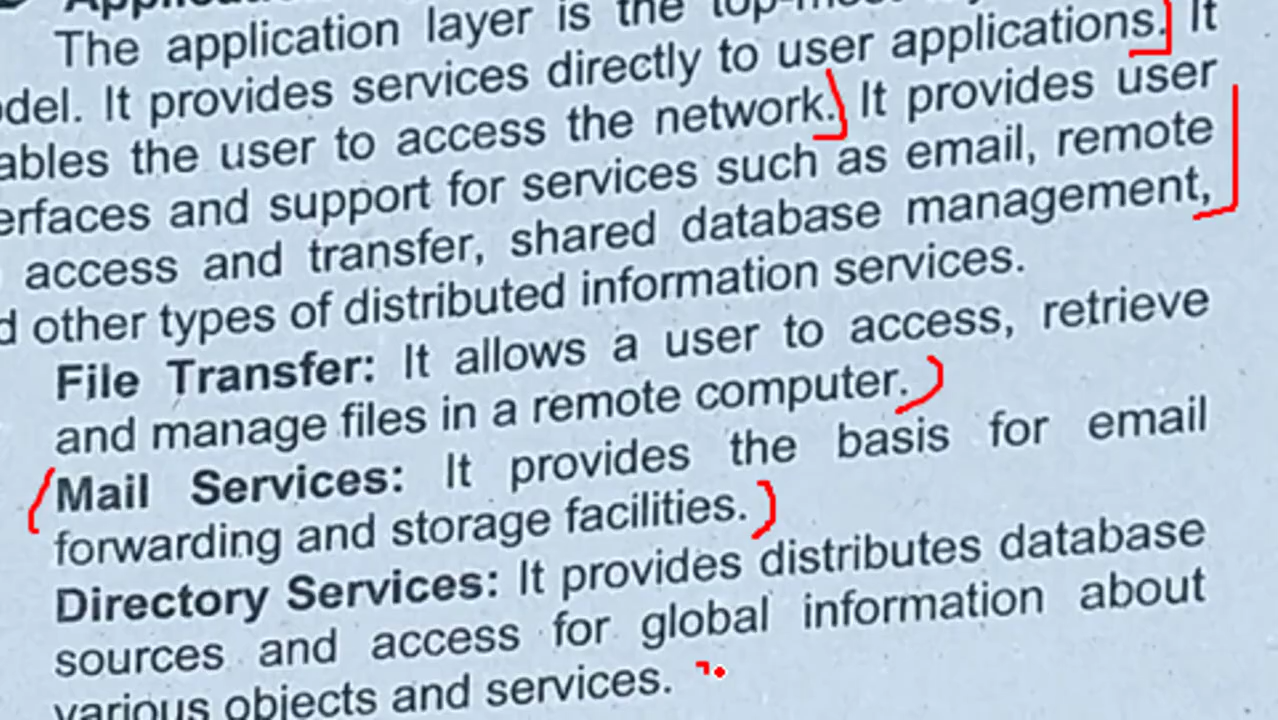 The application layer is the top-most
del. It provides services directly to user applications. It
ables the user to access the network. It provides user
erfaces and support for services such as email, remote
access and transfer, shared database management,
d other types of distributed information services.
File Transfer: It allows a user to access, retrieve
and manage files in a remote computer.
Mail Services: It provides the basis for email
forwarding and storage facilities.
Directory Services: It provides distributes database
sources and access for global information about
various objects and services.